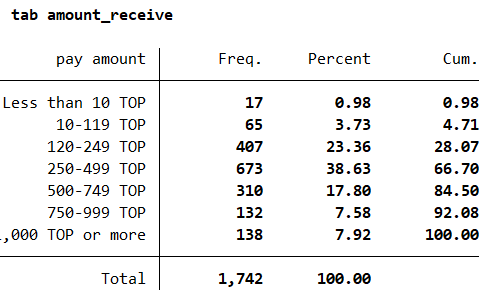 tab amount_receive
pay amount Freq. Percent Cum.
Less than 10 TOP 17 0.98 0.98
10-119 TOP 65 3.73 4.71
120-249 TOP 407 23.36 28.07
250-499 TOP 673 38.63 66.70
500-749 TOP 310 17.80 84.50
750-999 TOP 132 7.58 92.08
,000 TOP or more 138 7.92 100.00
Total 1,742 100.00